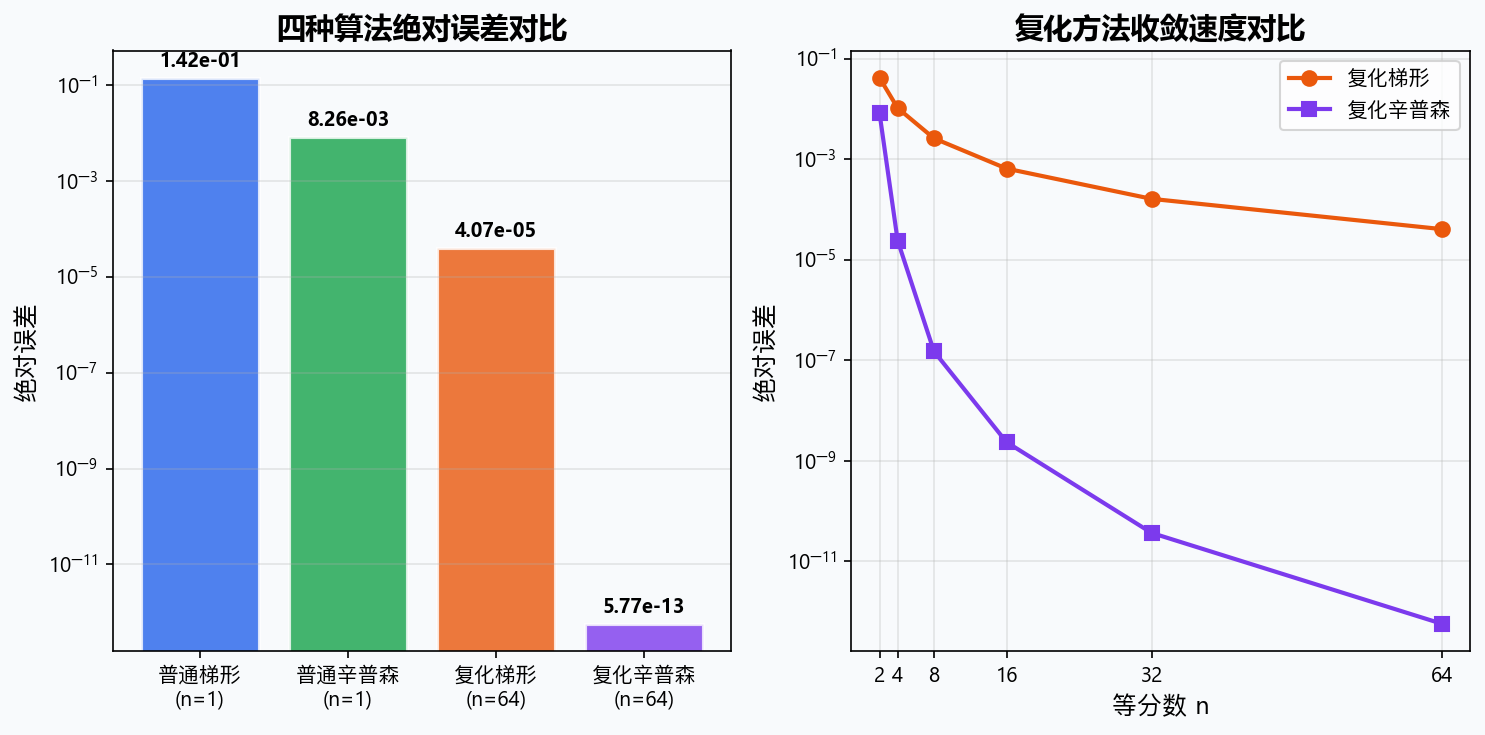 四种算法绝对误差对比
绝对误差
10⁻¹
10⁻³
10⁻⁵
10⁻⁷
10⁻⁹
10⁻¹¹
1.42e-01
8.26e-03
4.07e-05
5.77e-13
普通梯形
(n=1)
普通辛普森
(n=1)
复化梯形
(n=64)
复化辛普森
(n=64)
复化方法收敛速度对比
绝对误差
10⁻¹
10⁻³
10⁻⁵
10⁻⁷
10⁻⁹
10⁻¹¹
复化梯形
复化辛普森
2 4 8 16 32 64
等分数 n